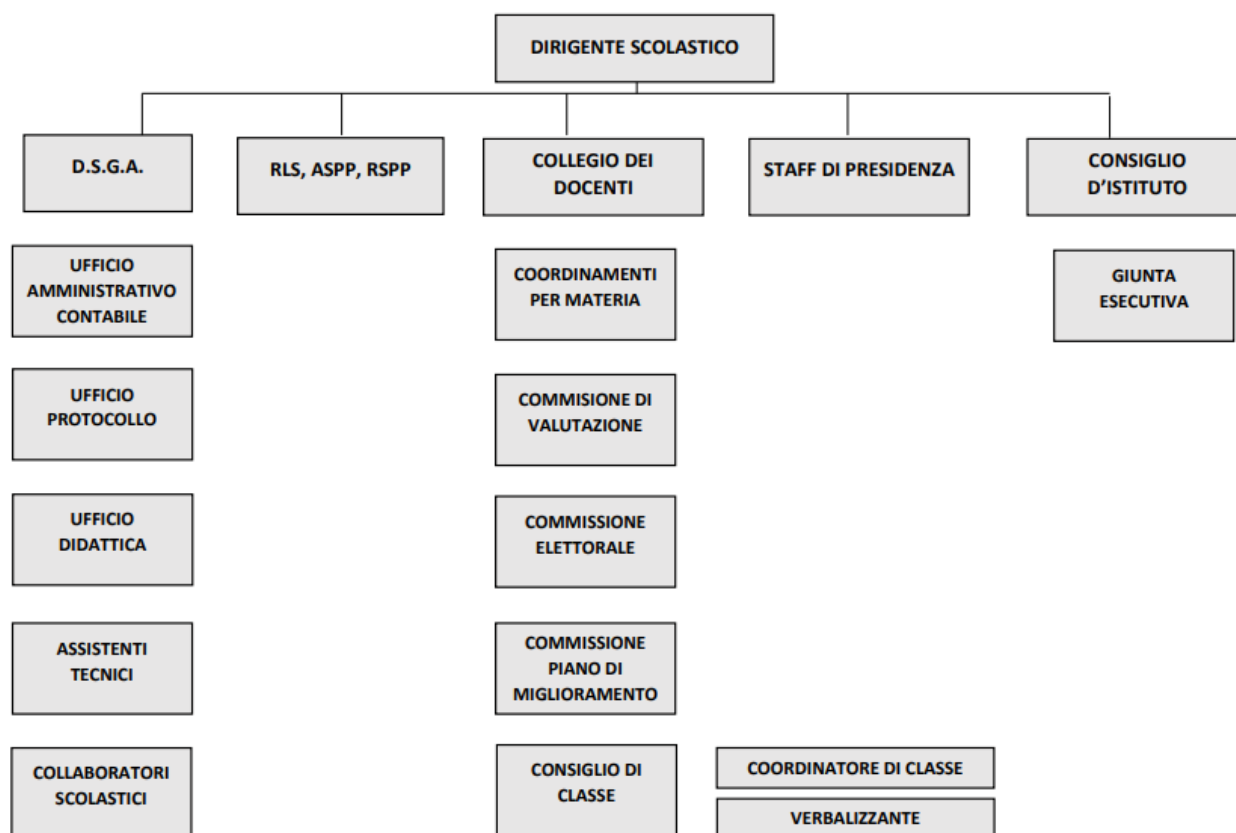 DIRIGENTE SCOLASTICO
D.S.G.A.
RLS, ASPP, RSPP
COLLEGIO DEI
DOCENTI
STAFF DI PRESIDENZA
CONSIGLIO
D’ISTITUTO
UFFICIO
AMMINISTRATIVO
CONTABILE
COORDINAMENTI
PER MATERIA
GIUNTA
ESECUTIVA
UFFICIO
PROTOCOLLO
COMMISIONE DI
VALUTAZIONE
UFFICIO
DIDATTICA
COMMISSIONE
ELETTORALE
ASSISTENTI
TECNICI
COMMISSIONE
PIANO DI
MIGLIORAMENTO
COLLABORATORI
SCOLASTICI
CONSIGLIO DI
CLASSE
COORDINATORE DI CLASSE
VERBALIZZANTE